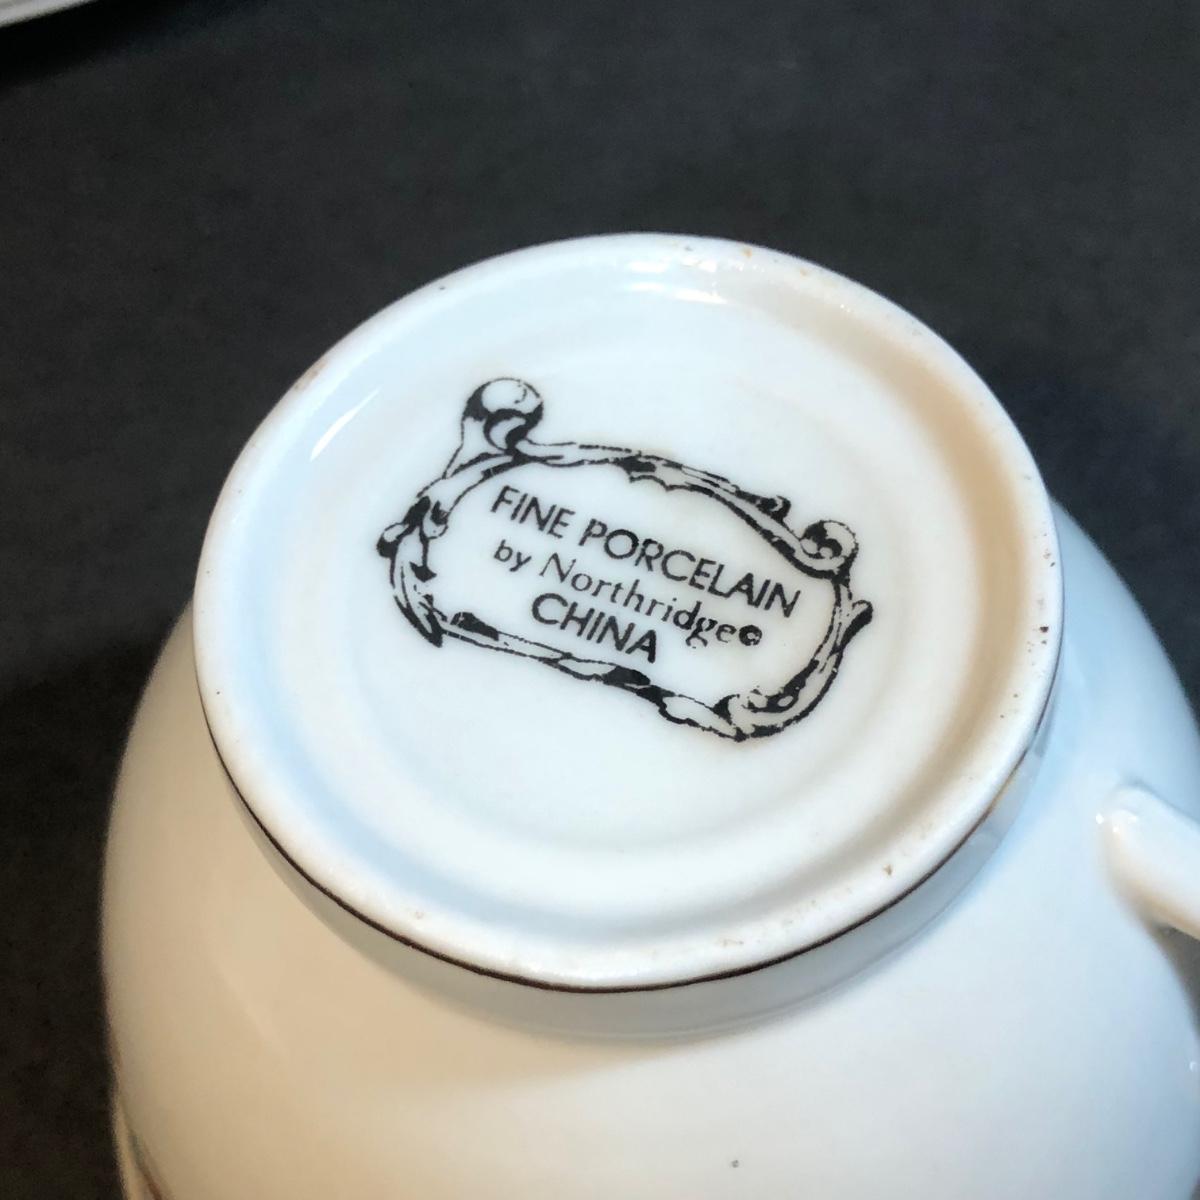 FINE PORCELAIN
by Northridge©
CHINA